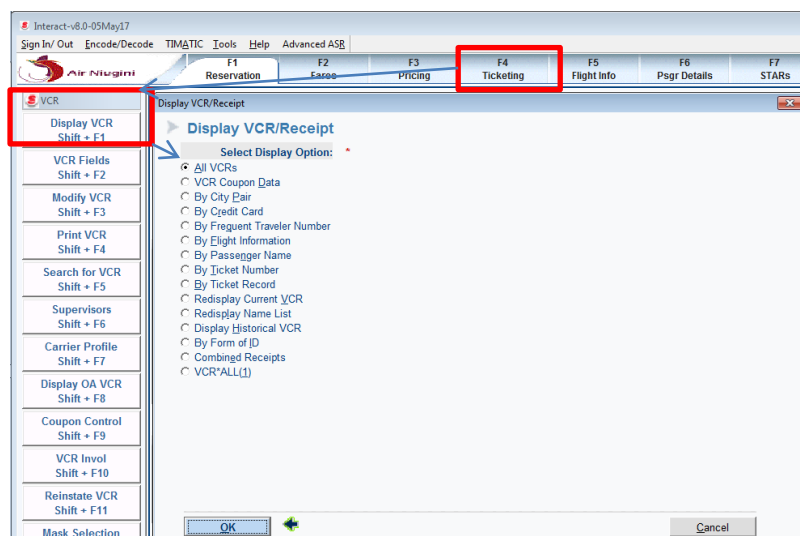 Interact-v8.0-05May17
Sign In/ Out Encode/Decode TIMATIC Tools Help Advanced ASR
Air Niugini
F1 F2 F3 F4 F5 F6 F7
Reservation Fares Pricing Ticketing Flight Info Psgr Details STARs
VCR
Display VCR
Shift + F1
VCR Fields
Shift + F2
Modify VCR
Shift + F3
Print VCR
Shift + F4
Search for VCR
Shift + F5
Supervisors
Shift + F6
Carrier Profile
Shift + F7
Display OA VCR
Shift + F8
Coupon Control
Shift + F9
VCR Invol
Shift + F10
Reinstate VCR
Shift + F11
Mask Selection
Display VCR/Receipt
Display VCR/Receipt
Select Display Option: *
All VCRs
VCR Coupon Data
By City Pair
By Credit Card
By Frequent Traveler Number
By Flight Information
By Passenger Name
By Ticket Number
By Ticket Record
Redisplay Current VCR
Redisplay Name List
Display Historical VCR
By Form of ID
Combined Receipts
VCR*ALL(1)
OK Cancel